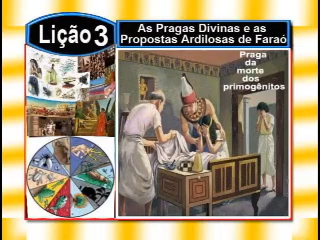 Lição 3
As Pragas Divinas e as
Propostas Ardilosas de Faraó
Praga
da
morte
dos
primogênitos